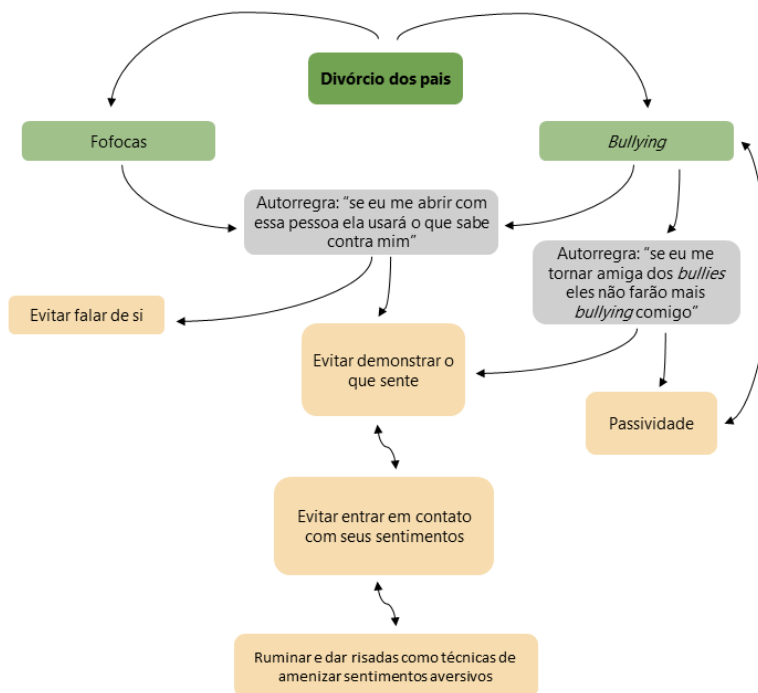 Divórcio dos pais
Fofocas
Bullying
Autorregra: “se eu me abrir com
essa pessoa ela usará o que sabe
contra mim”
Autorregra: “se eu me
tornar amiga dos bullies
eles não farão mais
bullying comigo”
Evitar falar de si
Evitar demonstrar o
que sente
Passividade
Evitar entrar em contato
com seus sentimentos
Ruminar e dar risadas como técnicas de
amenizar sentimentos aversivos